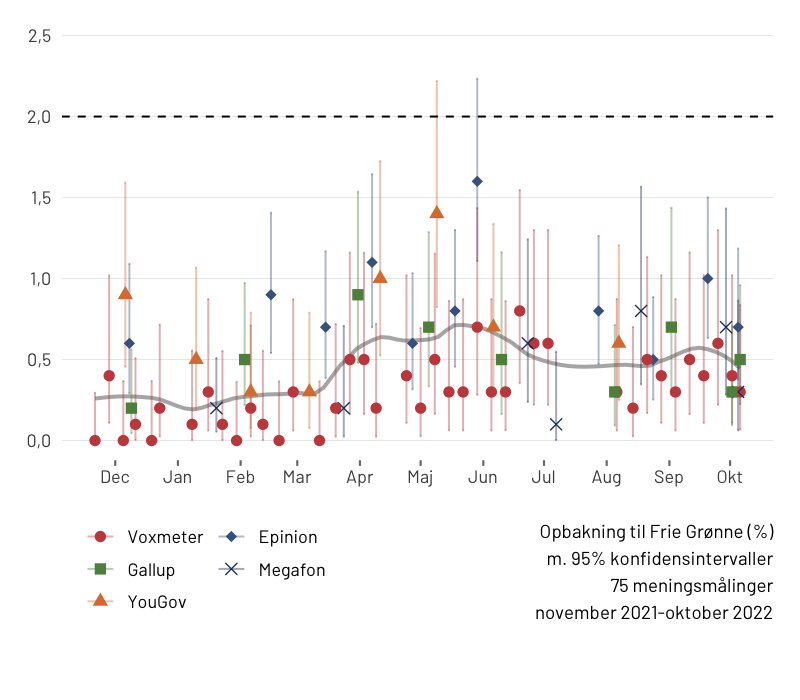 2,5
2,0
1,5
1,0
0,5
0,0
Dec Jan Feb Mar Apr Maj Jun Jul Aug Sep Okt
Voxmeter Epinion
Gallup Megafon
YouGov
Opbakning til Frie Grønne (%)
m. 95% konfidensintervaller
75 meningsmålinger
november 2021-oktober 2022